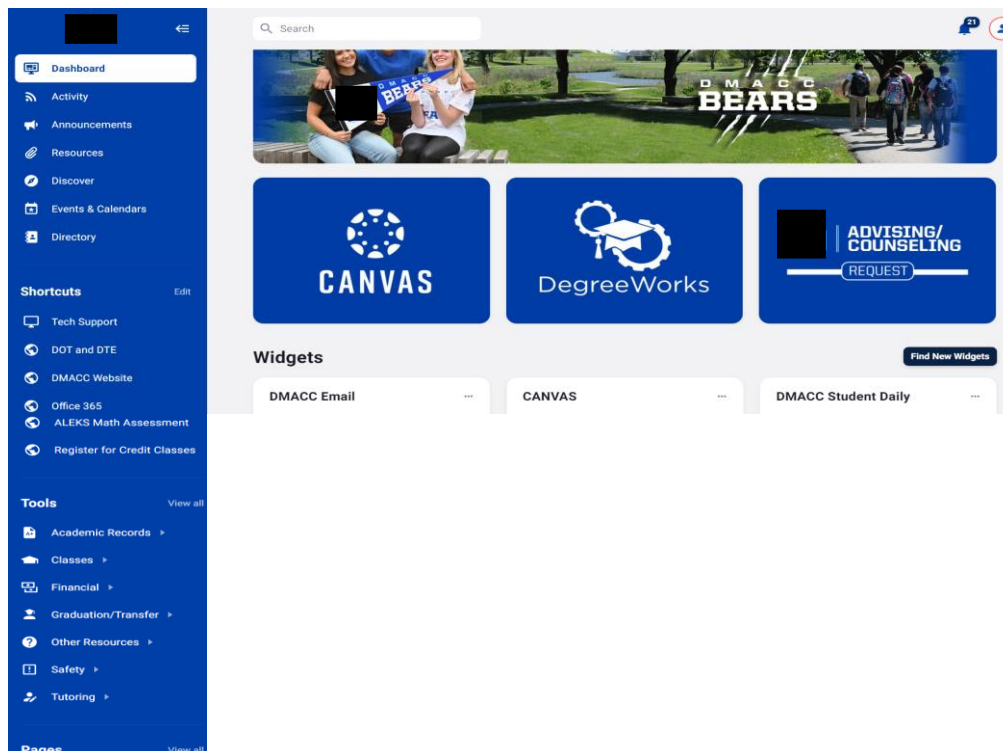 Dashboard
Activity
Announcements
Resources
Discover
Events & Calendars
Directory
Shortcuts Edit
Tech Support
DOT and DTE
DMACC Website
Office 365
ALEKS Math Assessment
Register for Credit Classes
Tools View all
Academic Records
Classes
Financial
Graduation/Transfer
Other Resources
Safety
Tutoring
Pages View all
Search
21
BEARS
DMACC
BEARS
CANVAS
DegreeWorks
ADVISING/
COUNSELING
REQUEST
Widgets
Find New Widgets
DMACC Email
CANVAS
DMACC Student Daily